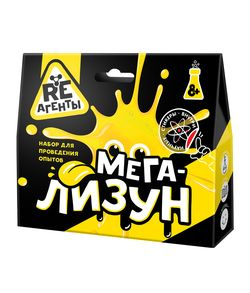 RE
АГЕНТЫ
8+
НАБОР ДЛЯ
ПРОВЕДЕНИЯ
ОПЫТОВ
МЕГА-
ЛИЗУН